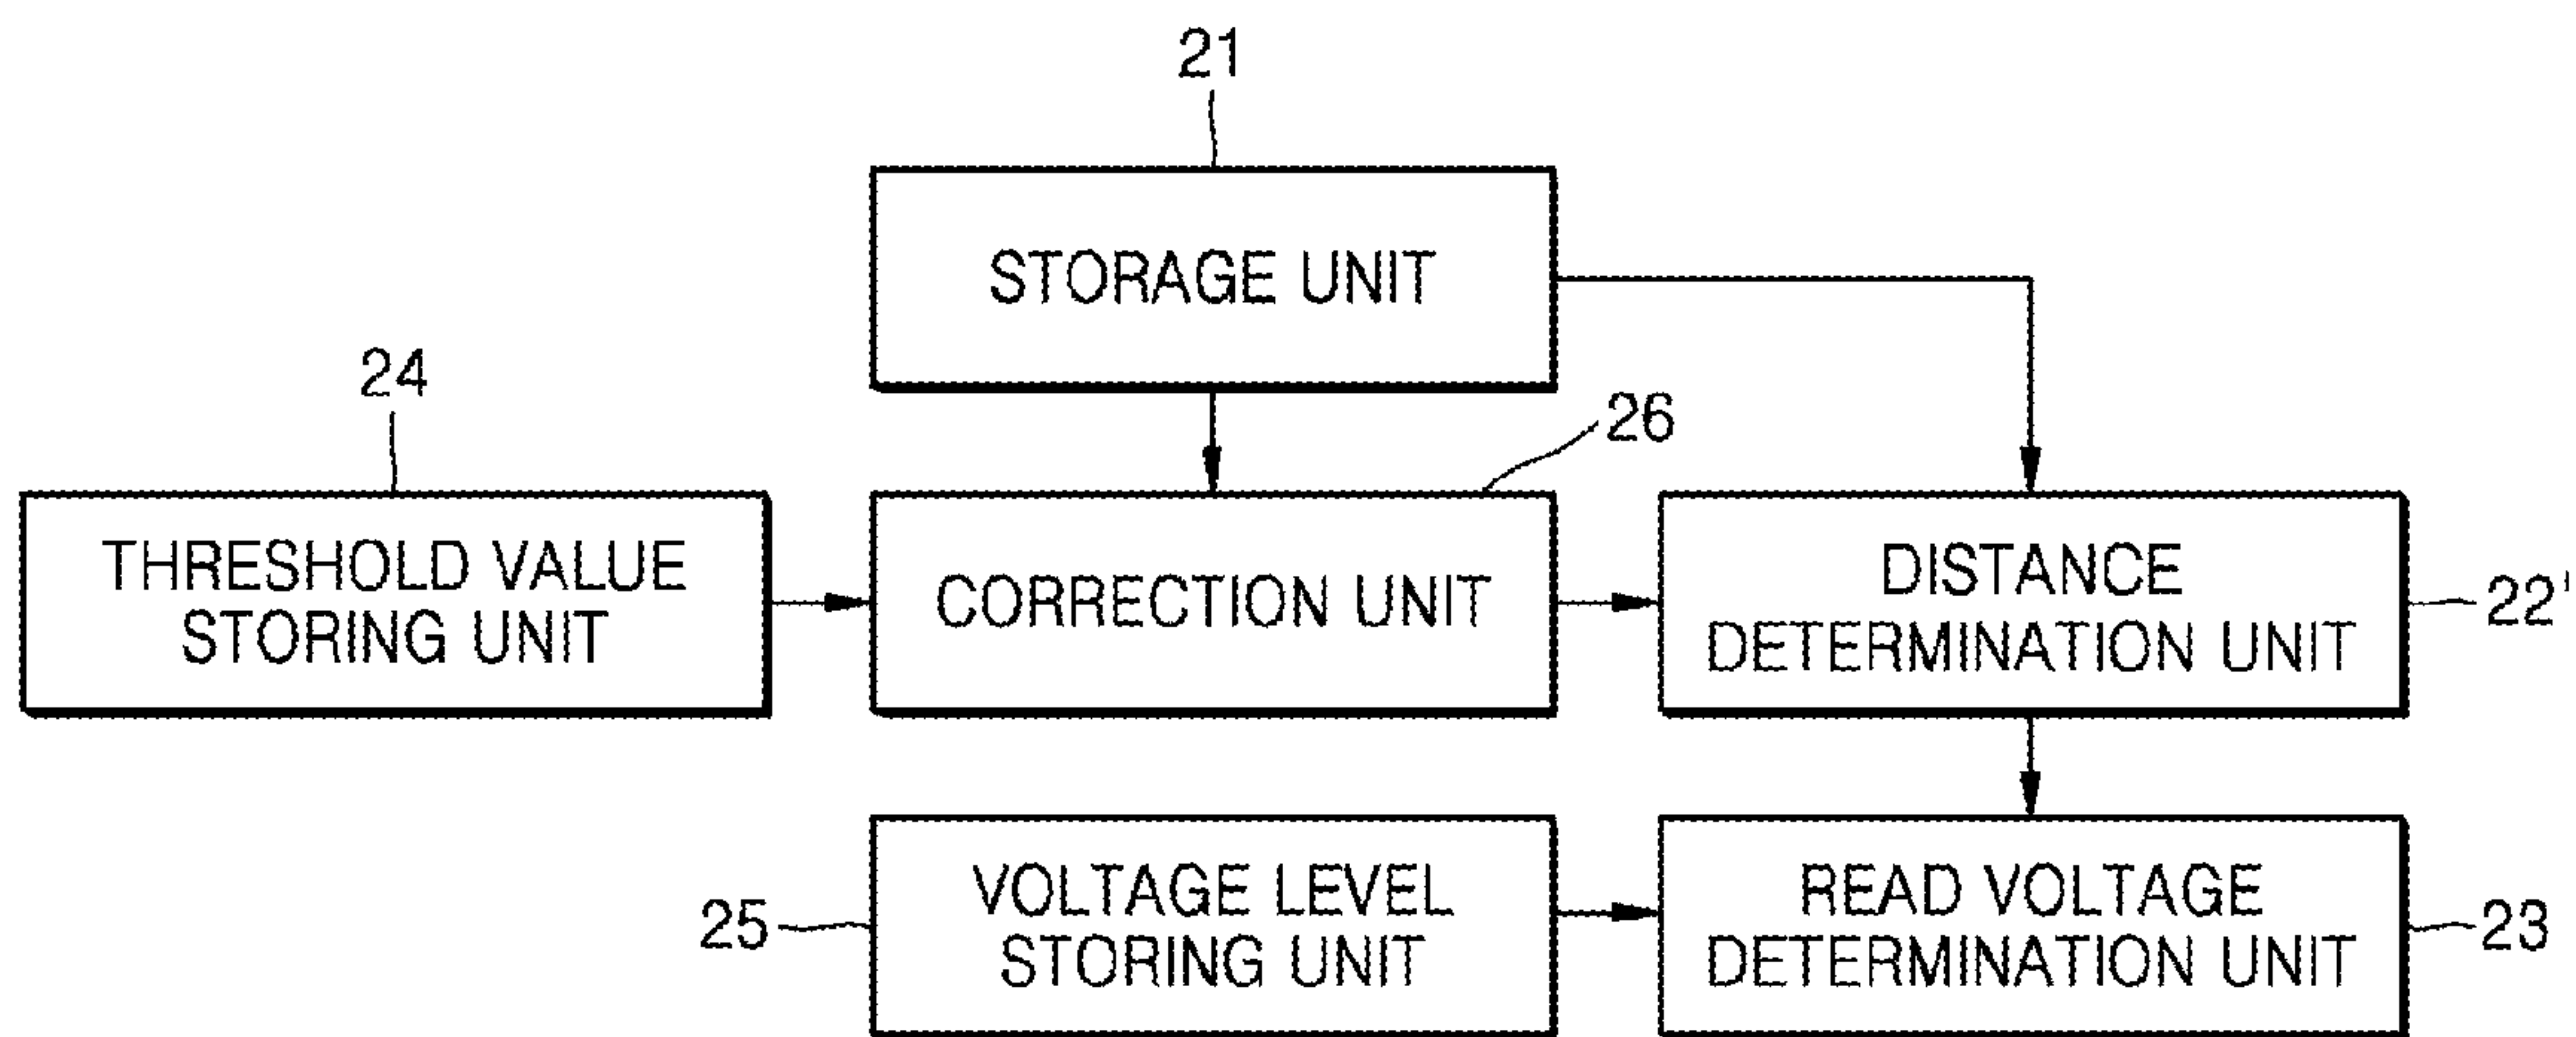 21
STORAGE UNIT
24
26
THRESHOLD VALUE
STORING UNIT
CORRECTION UNIT
DISTANCE
DETERMINATION UNIT
22'
25
VOLTAGE LEVEL
STORING UNIT
READ VOLTAGE
DETERMINATION UNIT
23